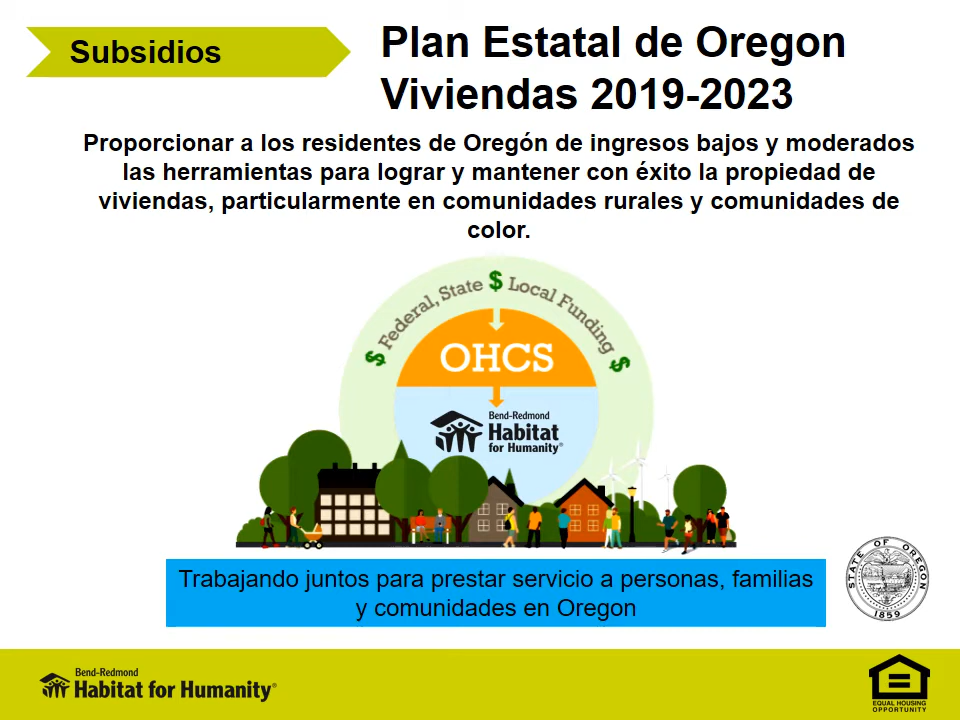 Subsidios
Plan Estatal de Oregon
Viviendas 2019-2023
Proporcionar a los residentes de Oregón de ingresos bajos y moderados
las herramientas para lograr y mantener con éxito la propiedad de
viviendas, particularmente en comunidades rurales y comunidades de
color.
$ Federal, State $ Local Funding $
OHCS
Bend-Redmond
Habitat
for Humanity®
Trabajando juntos para prestar servicio a personas, familias
y comunidades en Oregon
STATE OF OREGON
1859
Bend-Redmond
Habitat for Humanity®
EQUAL HOUSING
OPPORTUNITY